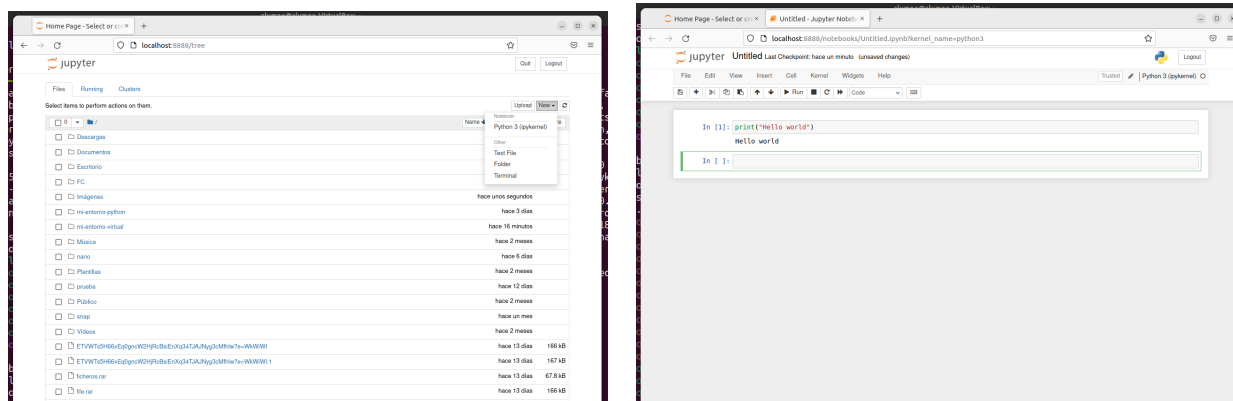 Home Page - Select or cre
localhost:8888/tree
jupyter
Quit
Logout
Files
Running
Clusters
Select items to perform actions on them.
Upload
New
0
/
Name
Notebook
Python 3 (ipykernel)
Other
Text File
Folder
Terminal
Descargas
Documentos
Escritorio
FC
Imágenes
hace unos segundos
mi-entorno-python
hace 3 días
mi-entorno-virtual
hace 16 minutos
Música
hace 2 meses
nano
hace 6 días
Plantillas
hace 2 meses
prueba
hace 12 días
Público
hace 2 meses
snap
hace un mes
Vídeos
hace 2 meses
hace 13 días 166 kB
hace 13 días 167 kB
ficheros.rar
hace 13 días 67.8 kB
file.rar
hace 13 días 166 kB
Home Page - Select or cre
Untitled - Jupyter Notebo
localhost:8888/notebooks/Untitled.ipynb?kernel_name=python3
jupyter Untitled Last Checkpoint: hace un minuto (unsaved changes)
Logout
File Edit View Insert Cell Kernel Widgets Help
Trusted
Python 3 (ipykernel)
Run
Code
In [1]: print("Hello world")
Hello world
In [ ]: